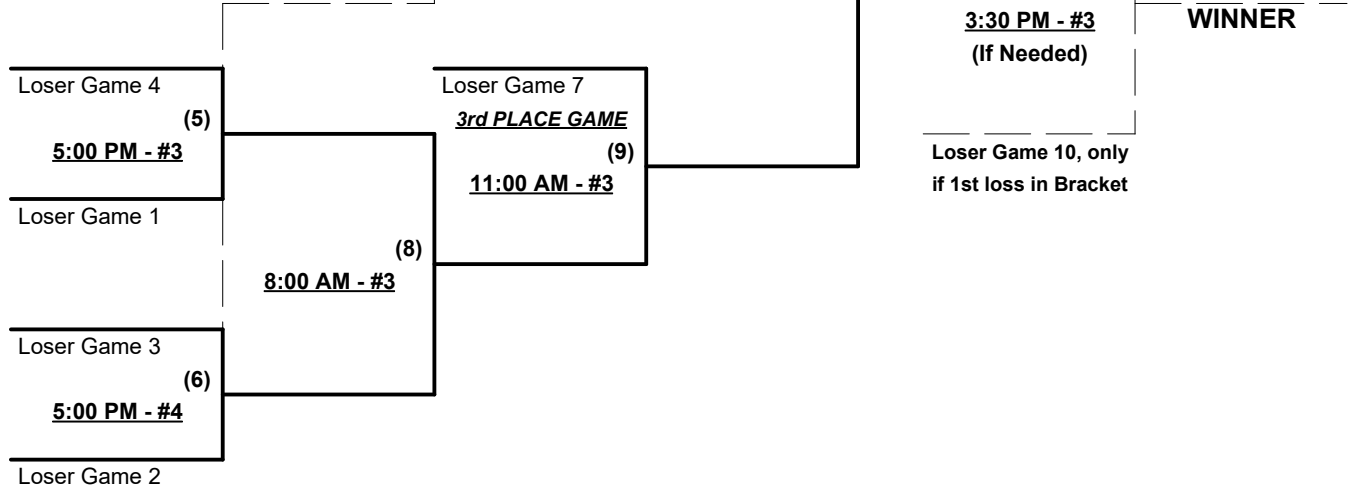 3:30 PM - #3
WINNER
(If Needed)
Loser Game 4
Loser Game 7
(5)
3rd PLACE GAME
5:00 PM - #3
(9)
Loser Game 10, only
11:00 AM - #3
if 1st loss in Bracket
Loser Game 1
(8)
8:00 AM - #3
Loser Game 3
(6)
5:00 PM - #4
Loser Game 2